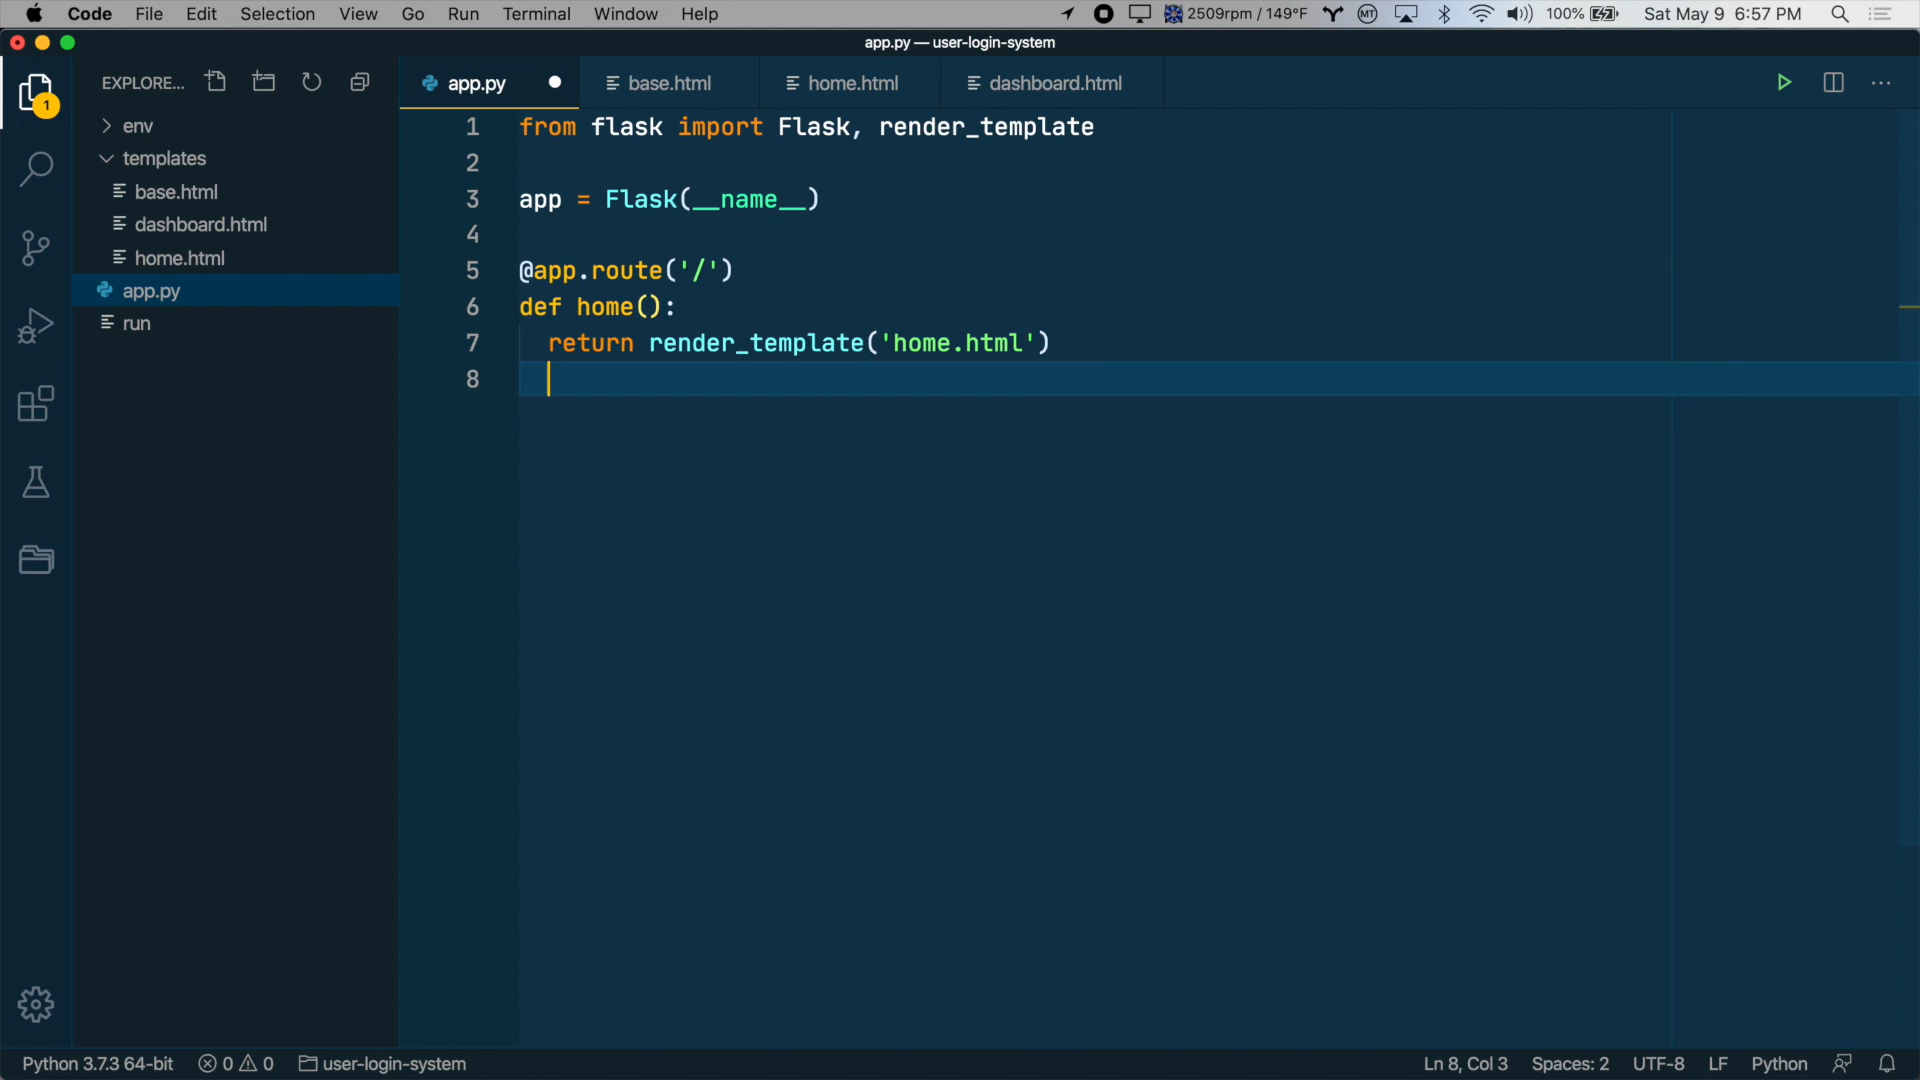 Code File Edit Selection View Go Run Terminal Window Help MT 2509rpm / 149°F 100% Sat May 9 6:57 PM
app.py — user-login-system
EXPLORE... app.py base.html home.html dashboard.html
1
env
templates
base.html
dashboard.html
home.html
app.py
run
1 from flask import Flask, render_template
2
3 app = Flask(__name__)
4
5 @app.route('/')
6 def home():
7 return render_template('home.html')
8
Python 3.7.3 64-bit 0 0 user-login-system Ln 8, Col 3 Spaces: 2 UTF-8 LF Python